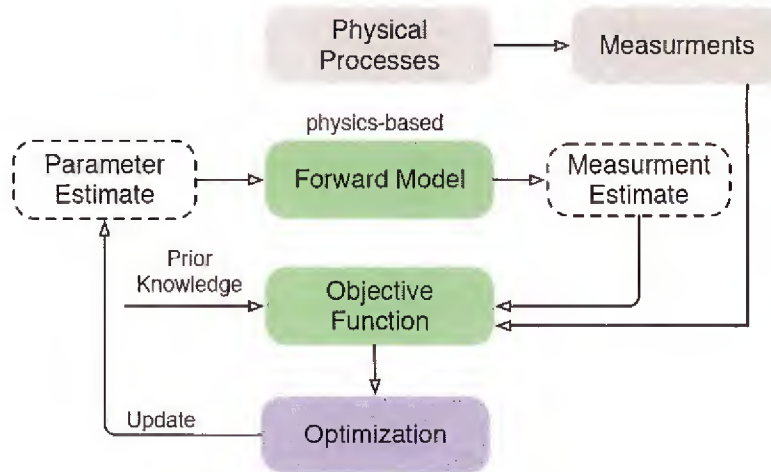 Physical
Processes
Measurments
physics-based
Parameter
Estimate
Forward Model
Measurment
Estimate
Prior
Knowledge
Objective
Function
Update
Optimization